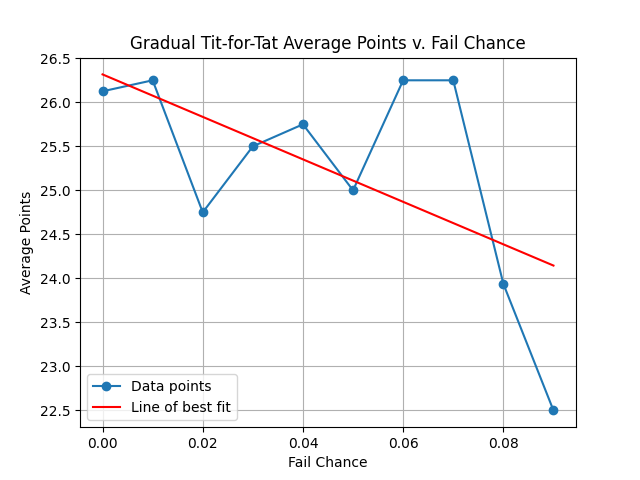 Gradual Tit-for-Tat Average Points v. Fail Chance
26.5
26.0
25.5
25.0
24.5
24.0
23.5
23.0
22.5
Average Points
Data points
Line of best fit
0.00 0.02 0.04 0.06 0.08
Fail Chance